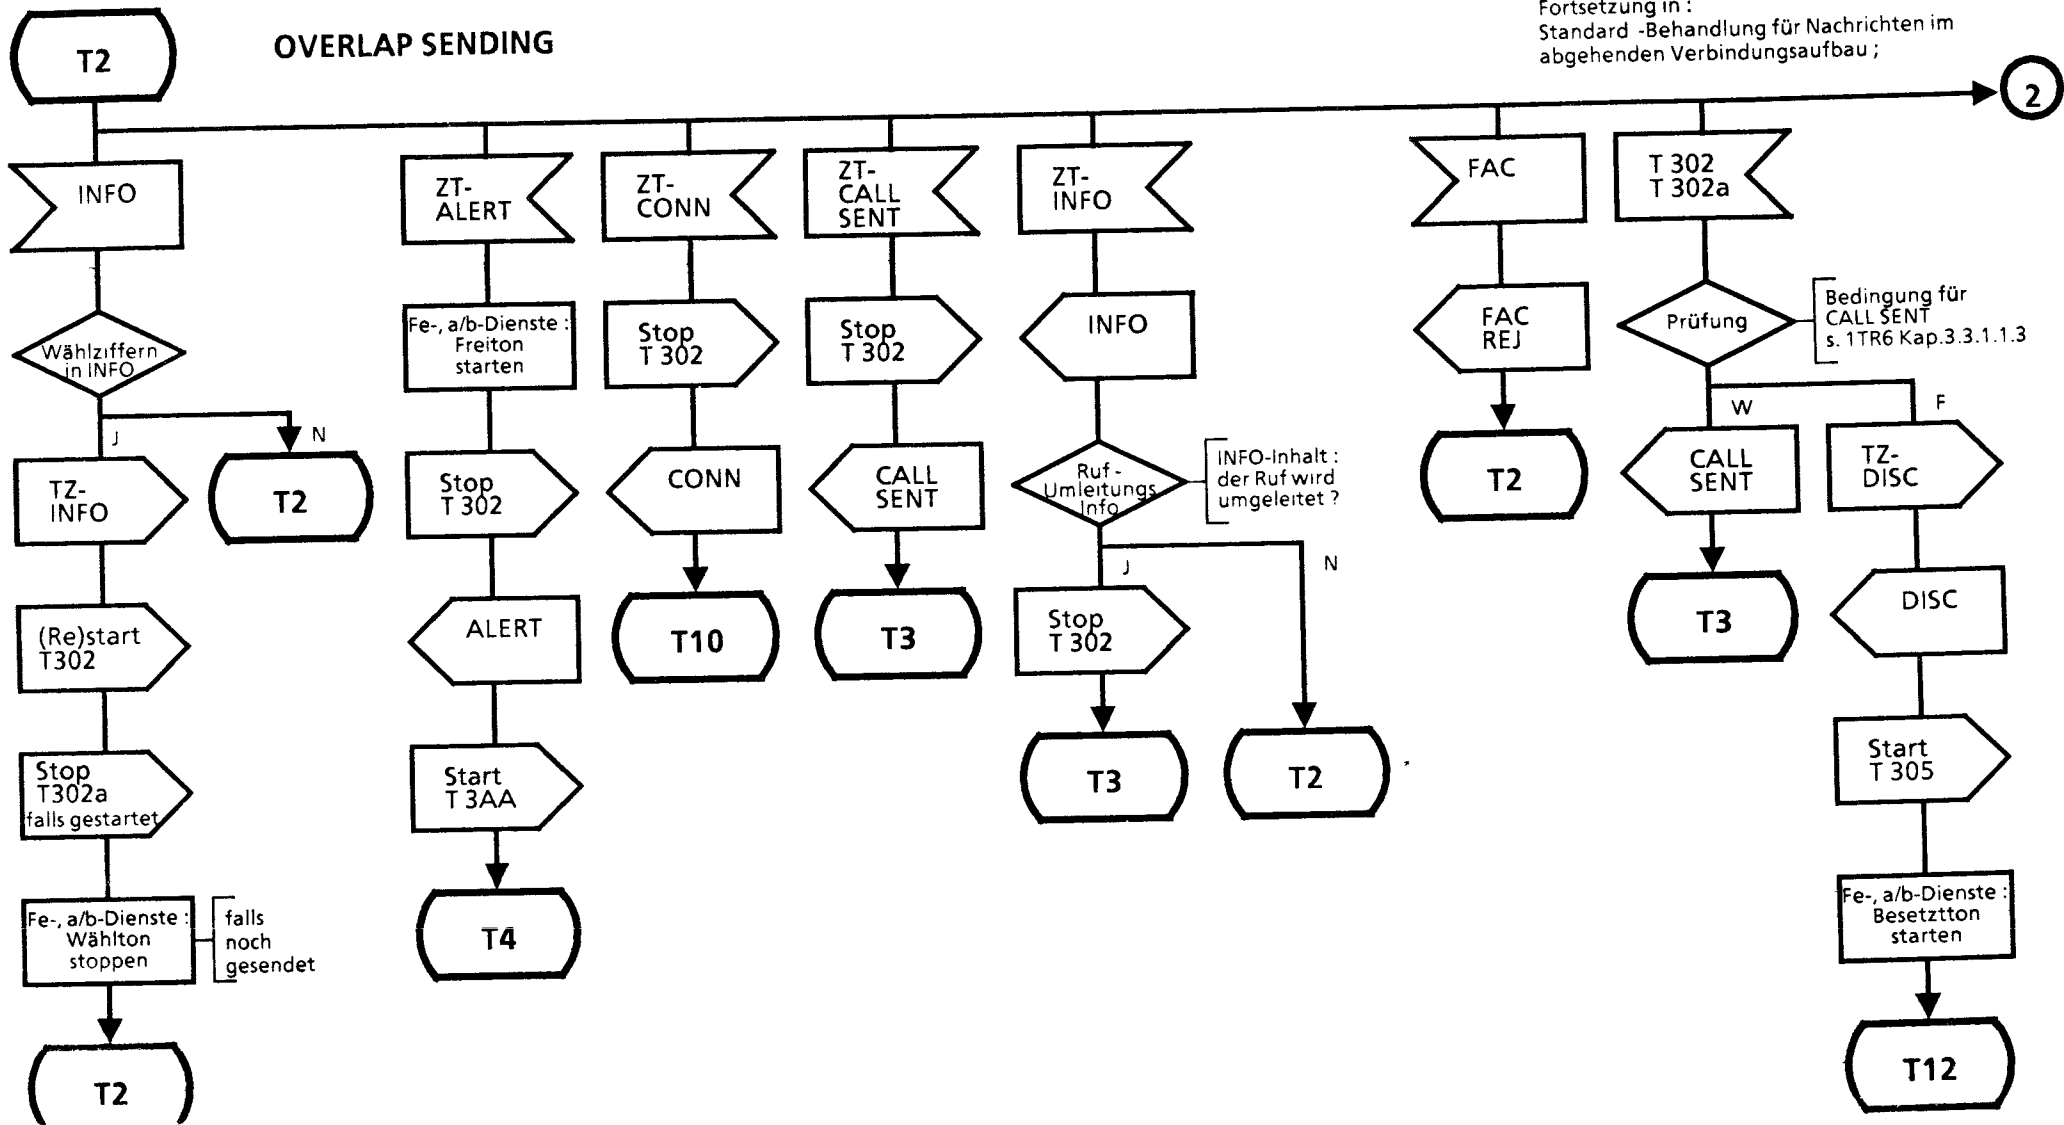 Fortsetzung in :
Standard -Behandlung für Nachrichten im
abgehenden Verbindungsaufbau ;
T2
OVERLAP SENDING
2
INFO
Wählziffern
in INFO
J
N
TZ-
INFO
T2
(Re)start
T302
Stop
T302a
falls gestartet
Fe-, a/b-Dienste :
Wählton
stoppen
falls
noch
gesendet
T2
ZT-
ALERT
Fe-, a/b-Dienste :
Freiton
starten
Stop
T 302
ALERT
Start
T 3AA
T4
ZT-
CONN
Stop
T 302
CONN
T10
ZT-
CALL
SENT
Stop
T 302
CALL
SENT
T3
ZT-
INFO
INFO
Ruf -
Umleitungs
Info
INFO-Inhalt :
der Ruf wird
umgeleitet ?
J
N
Stop
T 302
T3
T2
FAC
FAC
REJ
T2
T 302
T 302a
Prüfung
Bedingung für
CALL SENT
s. 1TR6 Kap.3.3.1.1.3
W
F
CALL
SENT
T3
TZ-
DISC
DISC
Start
T 305
Fe-, a/b-Dienste :
Besetztton
starten
T12